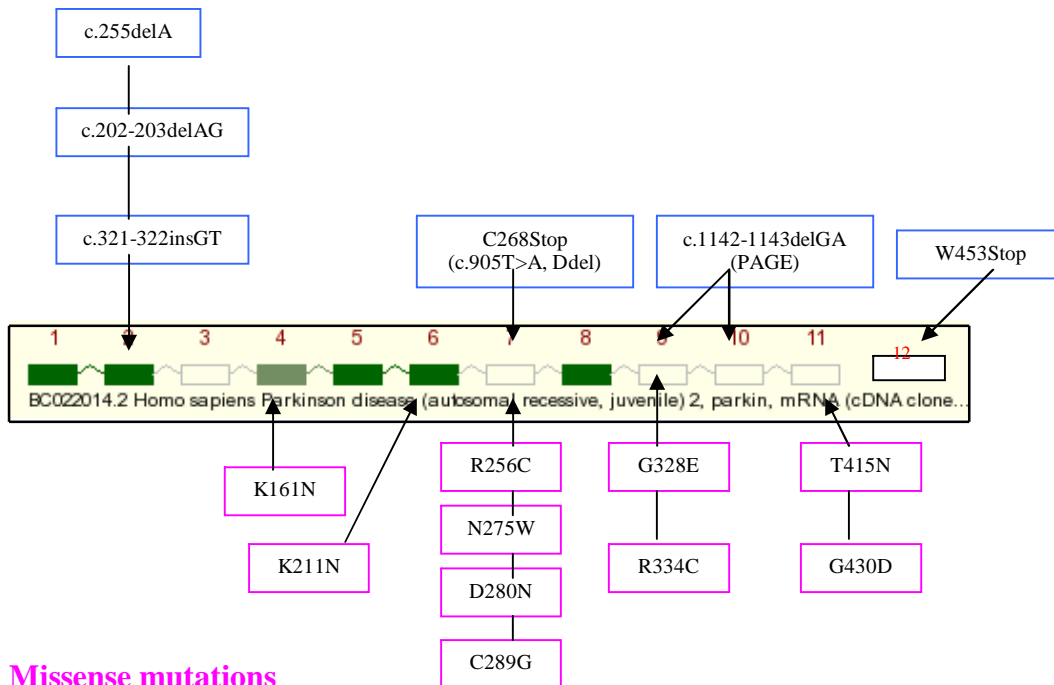 c.255delA
c.202-203delAG
c.321-322insGT
C268Stop
(c.905T>A, Ddel)
c.1142-1143delGA
(PAGE)
W453Stop
1 2 3 4 5 6 7 8 9 10 11
12
BC022014.2 Homo sapiens Parkinson disease (autosomal recessive, juvenile) 2, parkin, mRNA (cDNA clone...
K161N
K211N
R256C
N275W
D280N
C289G
G328E
R334C
T415N
G430D
Missense mutations